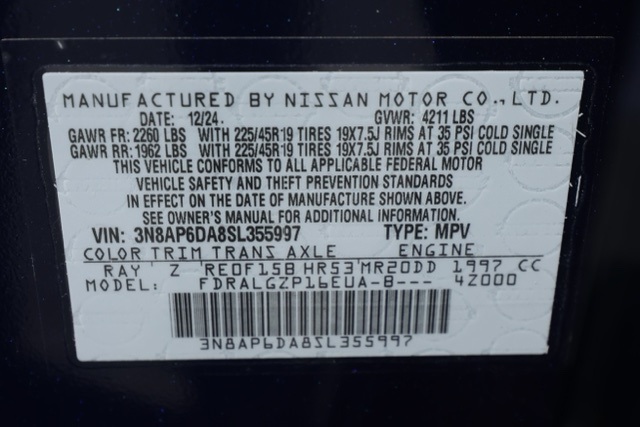 MANUFACTURED BY NISSAN MOTOR CO., LTD.
DATE: 12/24. GVWR: 4211 LBS
GAWR FR: 2260 LBS WITH 225/45R19 TIRES 19X7.5J RIMS AT 35 PSI COLD SINGLE
GAWR RR: 1962 LBS WITH 225/45R19 TIRES 19X7.5J RIMS AT 35 PSI COLD SINGLE
THIS VEHICLE CONFORMS TO ALL APPLICABLE FEDERAL MOTOR
VEHICLE SAFETY AND THEFT PREVENTION STANDARDS
IN EFFECT ON THE DATE OF MANUFACTURE SHOWN ABOVE.
SEE OWNER'S MANUAL FOR ADDITIONAL INFORMATION.
VIN: 3N8AP6DA8SL355997 TYPE: MPV
COLOR TRIM TRANS AXLE ENGINE
RAY Z RE0F15B HR53 MR20DD 1997 CC
MODEL: FDRALGZP16EUA-B--- 4Z000
3N8AP6DA8SL355997